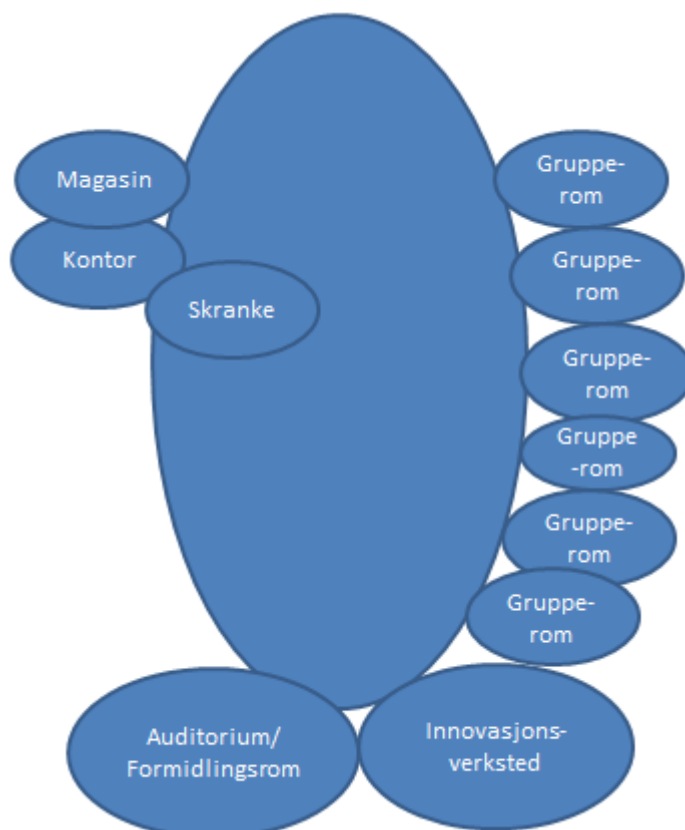 Magasin
Kontor
Skranke
Gruppe-
rom
Gruppe-
rom
Gruppe-
rom
Gruppe
-rom
Gruppe-
rom
Gruppe-
rom
Auditorium/
Formidlingsrom
Innovasjons-
verksted